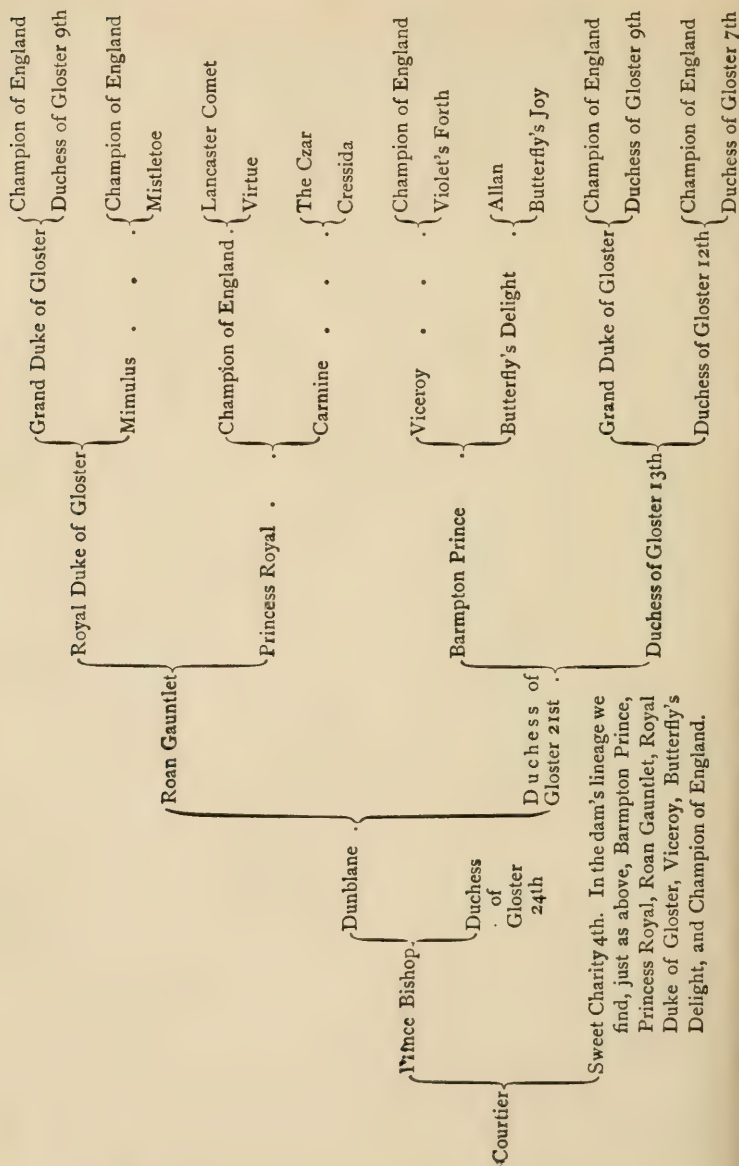 Champion of England
Grand Duke of Gloster
Duchess of Gloster 9th
Royal Duke of Gloster
Champion of England
Mimulus . . .
Mistletoe
Roan Gauntlet
Lancaster Comet
Champion of England .
Virtue
Princess Royal . .
The Czar
Carmine . . .
Cressida
Dunblane .
Champion of England
Prince Bishop.
Viceroy . . .
Violet's Forth
Barmpton Prince .
Duchess
of
Gloster
24th
Allan
Butterfly's Delight .
Butterfly's Joy
Courtier
Duchess of
Gloster 21st .
Champion of England
Grand Duke of Gloster
Duchess of Gloster 9th
Duchess of Gloster 13th
Champion of England
Duchess of Gloster 12th
Duchess of Gloster 7th
Sweet Charity 4th. In the dam's lineage we
find, just as above, Barmpton Prince,
Princess Royal, Roan Gauntlet, Royal
Duke of Gloster, Viceroy, Butterfly's
Delight, and Champion of England.